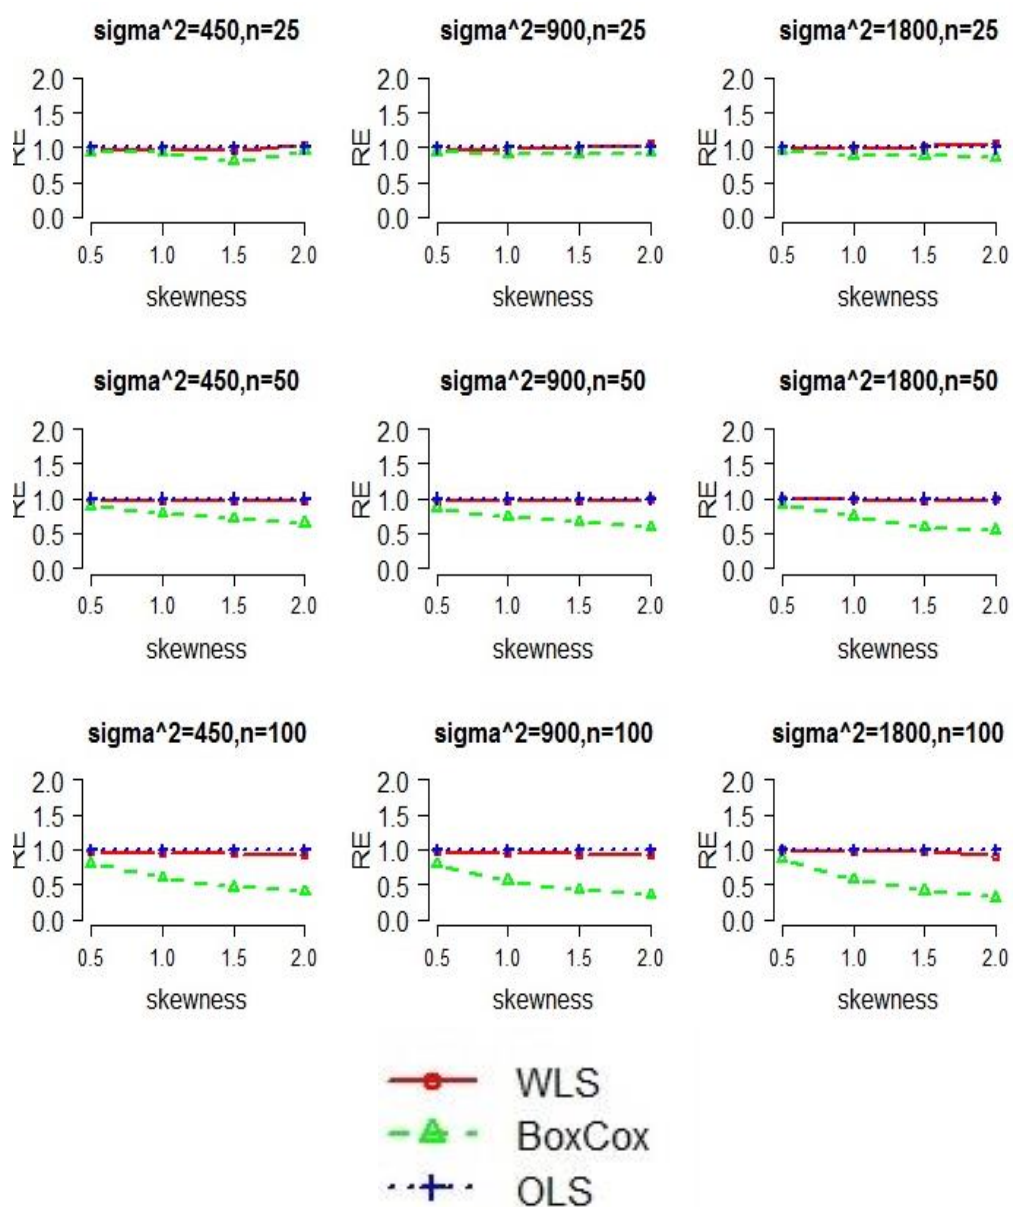 sigma^2=450,n=25 sigma^2=900,n=25 sigma^2=1800,n=25
2.0 2.0 2.0
1.5 1.5 1.5
RE 1.0 RE 1.0 RE 1.0
0.5 0.5 0.5
0.0 0.0 0.0
0.5 1.0 1.5 2.0 0.5 1.0 1.5 2.0 0.5 1.0 1.5 2.0
skewness skewness skewness
sigma^2=450,n=50 sigma^2=900,n=50 sigma^2=1800,n=50
2.0 2.0 2.0
1.5 1.5 1.5
RE 1.0 RE 1.0 RE 1.0
0.5 0.5 0.5
0.0 0.0 0.0
0.5 1.0 1.5 2.0 0.5 1.0 1.5 2.0 0.5 1.0 1.5 2.0
skewness skewness skewness
sigma^2=450,n=100 sigma^2=900,n=100 sigma^2=1800,n=100
2.0 2.0 2.0
1.5 1.5 1.5
RE 1.0 RE 1.0 RE 1.0
0.5 0.5 0.5
0.0 0.0 0.0
0.5 1.0 1.5 2.0 0.5 1.0 1.5 2.0 0.5 1.0 1.5 2.0
skewness skewness skewness
WLS
BoxCox
OLS